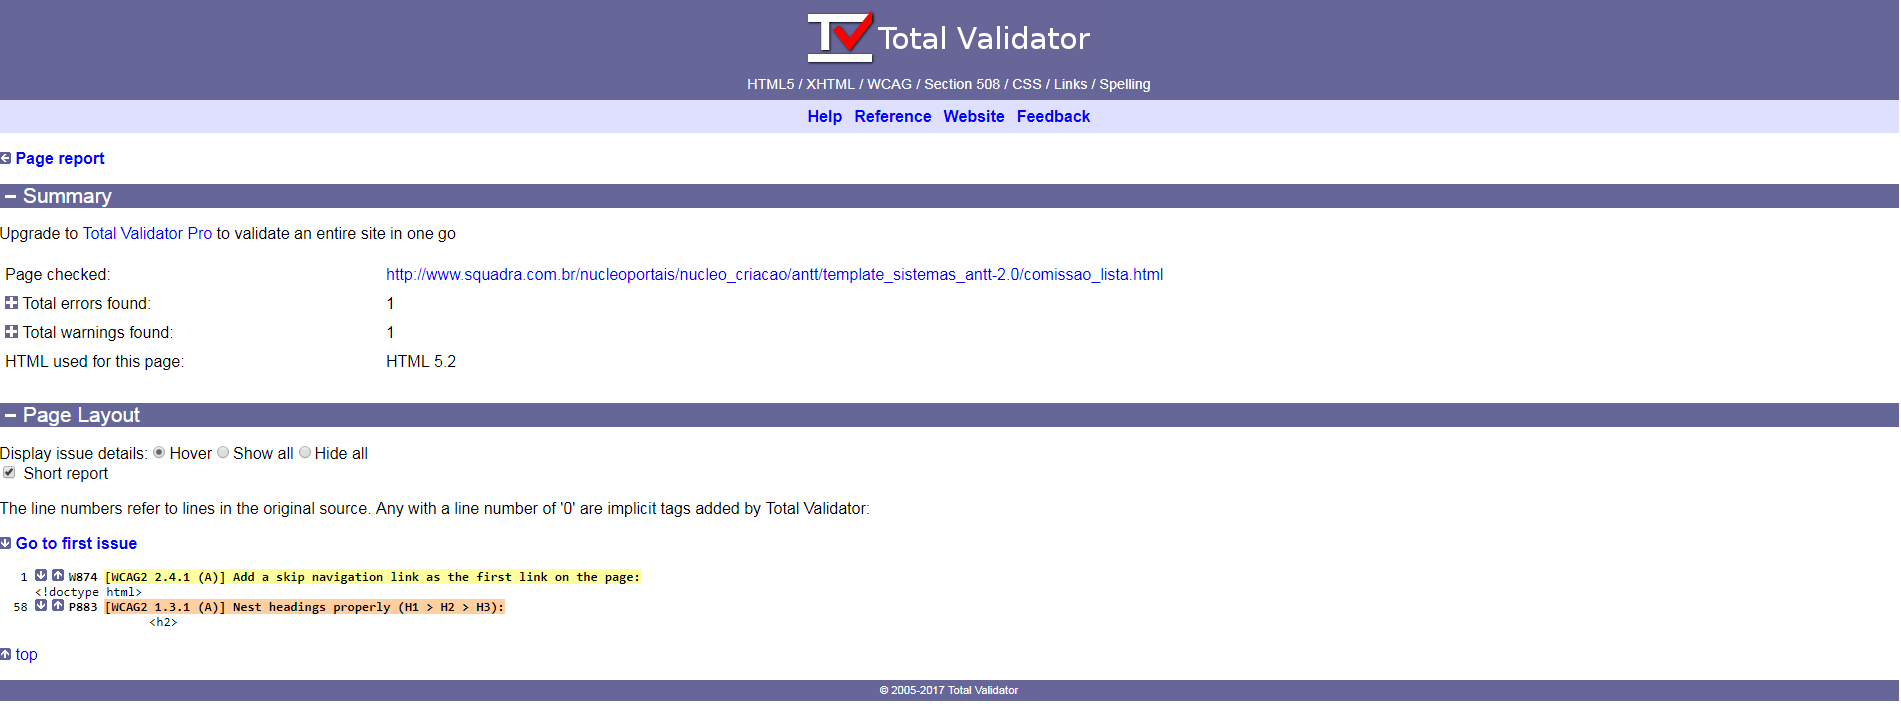 Total Validator
HTML5 / XHTML / WCAG / Section 508 / CSS / Links / Spelling
Help Reference Website Feedback
Page report
Summary
Upgrade to Total Validator Pro to validate an entire site in one go
Page checked: http://www.squadra.com.br/nucleoportais/nucleo_criacao/antt/template_sistemas_antt-2.0/comissao_lista.html
Total errors found: 1
Total warnings found: 1
HTML used for this page: HTML 5.2
Page Layout
Display issue details: Hover Show all Hide all
Short report
The line numbers refer to lines in the original source. Any with a line number of '0' are implicit tags added by Total Validator:
Go to first issue
1 W874 [WCAG2 2.4.1 (A)] Add a skip navigation link as the first link on the page:
<!doctype html>
58 P883 [WCAG2 1.3.1 (A)] Nest headings properly (H1 > H2 > H3):
<h2>
top
© 2005-2017 Total Validator